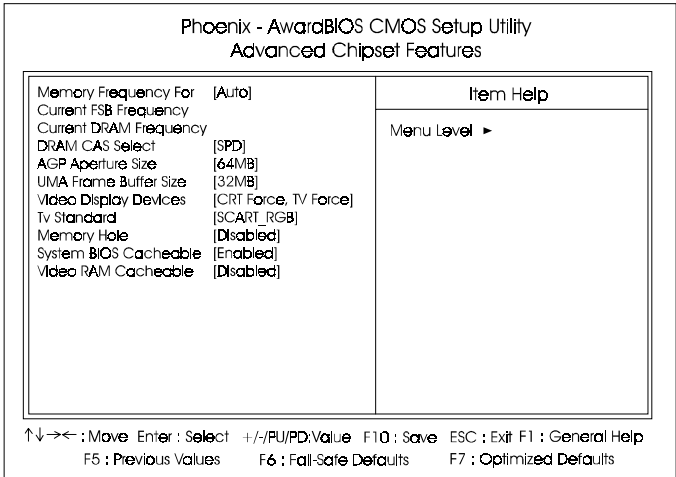 Phoenix - AwardBIOS CMOS Setup Utility
Advanced Chipset Features
Memory Frequency For [Auto]
Current FSB Frequency
Current DRAM Frequency
DRAM CAS Select [SPD]
AGP Aperture Size [64MB]
UMA Frame Buffer Size [32MB]
Video Display Devices [CRT Force, TV Force]
Tv Standard [SCART_RGB]
Memory Hole [Disabled]
System BIOS Cacheable [Enabled]
Video RAM Cacheable [Disabled]
Item Help
Menu Level ►
↑↓→← : Move Enter : Select +/-/PU/PD:Value F10 : Save ESC : Exit F1 : General Help
F5 : Previous Values F6 : Fail-Safe Defaults F7 : Optimized Defaults